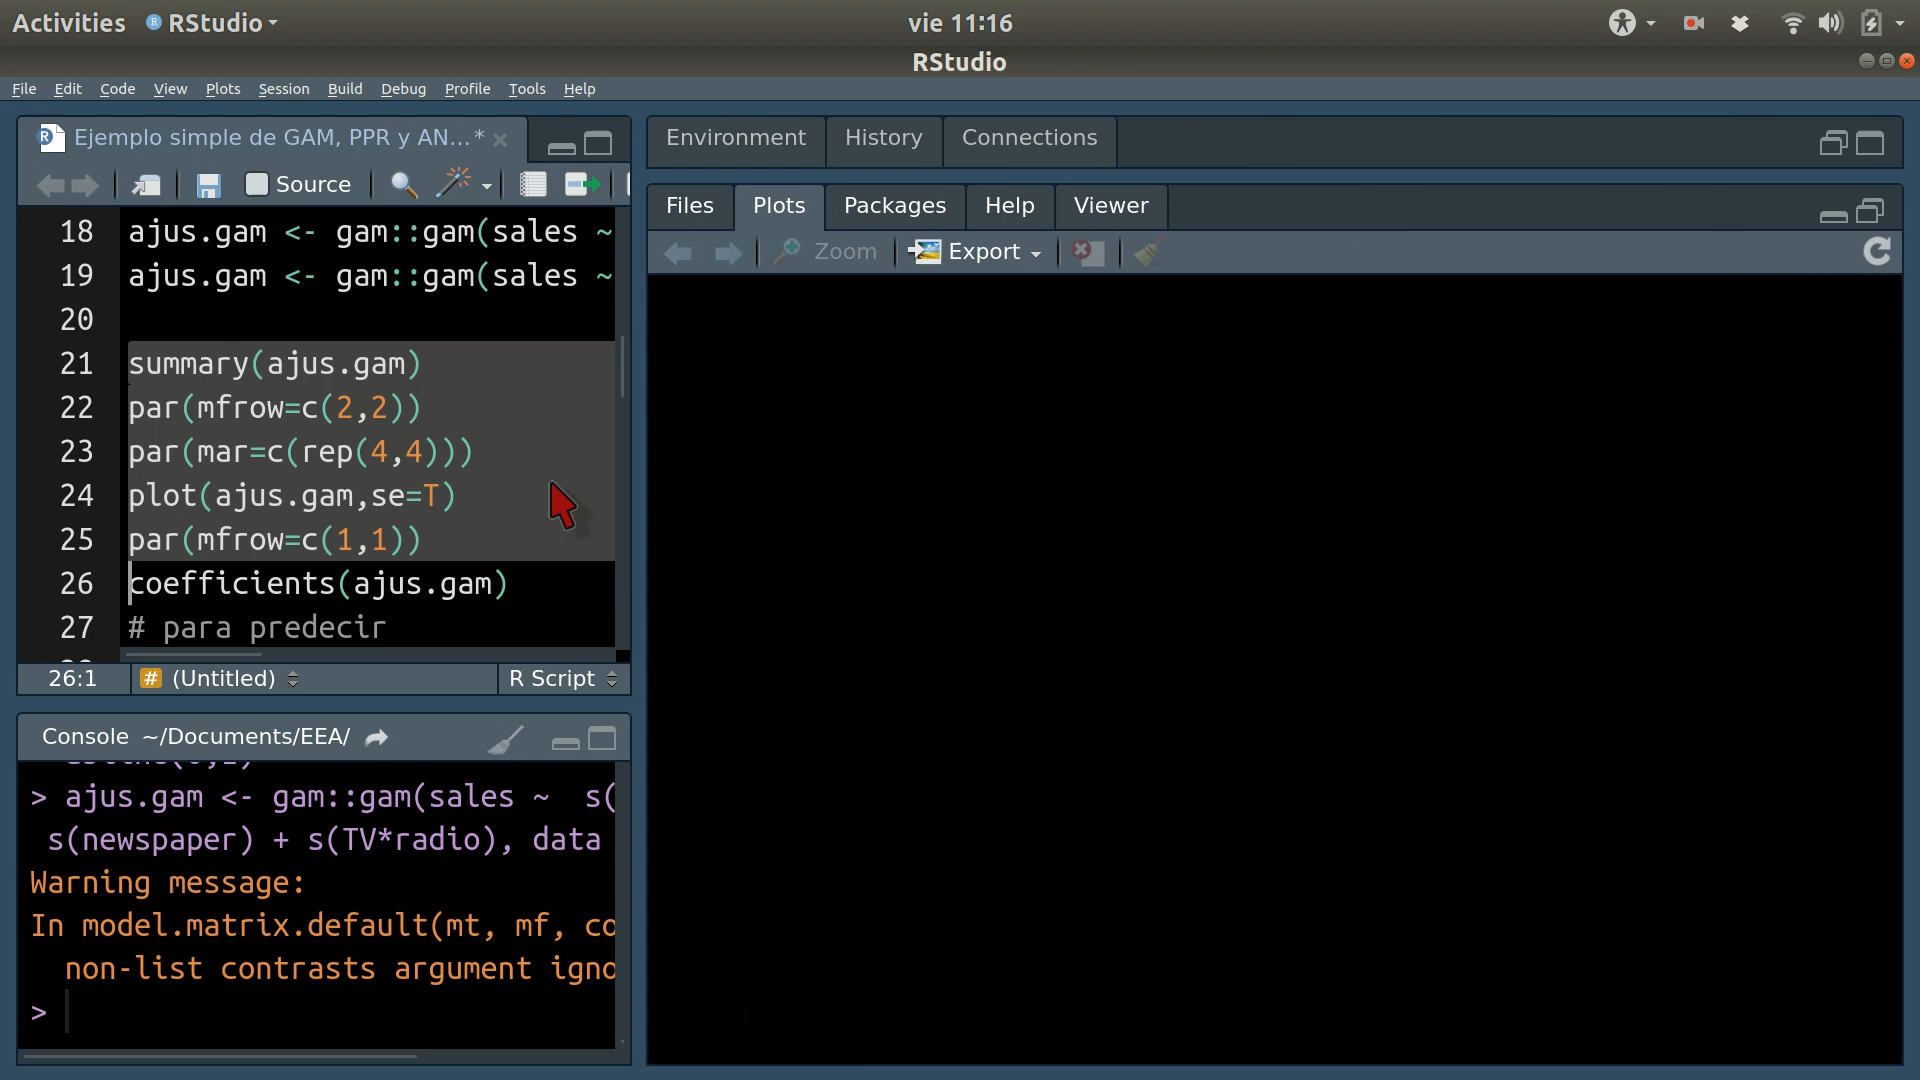 Activities RStudio vie 11:16
RStudio
File Edit Code View Plots Session Build Debug Profile Tools Help
Ejemplo simple de GAM, PPR y AN...*
Source
18 ajus.gam <- gam::gam(sales ~
19 ajus.gam <- gam::gam(sales ~
20
21 summary(ajus.gam)
22 par(mfrow=c(2,2))
23 par(mar=c(rep(4,4)))
24 plot(ajus.gam,se=T)
25 par(mfrow=c(1,1))
26 coefficients(ajus.gam)
27 # para predecir
26:1 # (Untitled) R Script
Console ~/Documents/EEA/
> ajus.gam <- gam::gam(sales ~  s(
s(newspaper) + s(TV*radio), data
Warning message:
In model.matrix.default(mt, mf, co
non-list contrasts argument igno
>
Environment History Connections
Files Plots Packages Help Viewer
Zoom Export